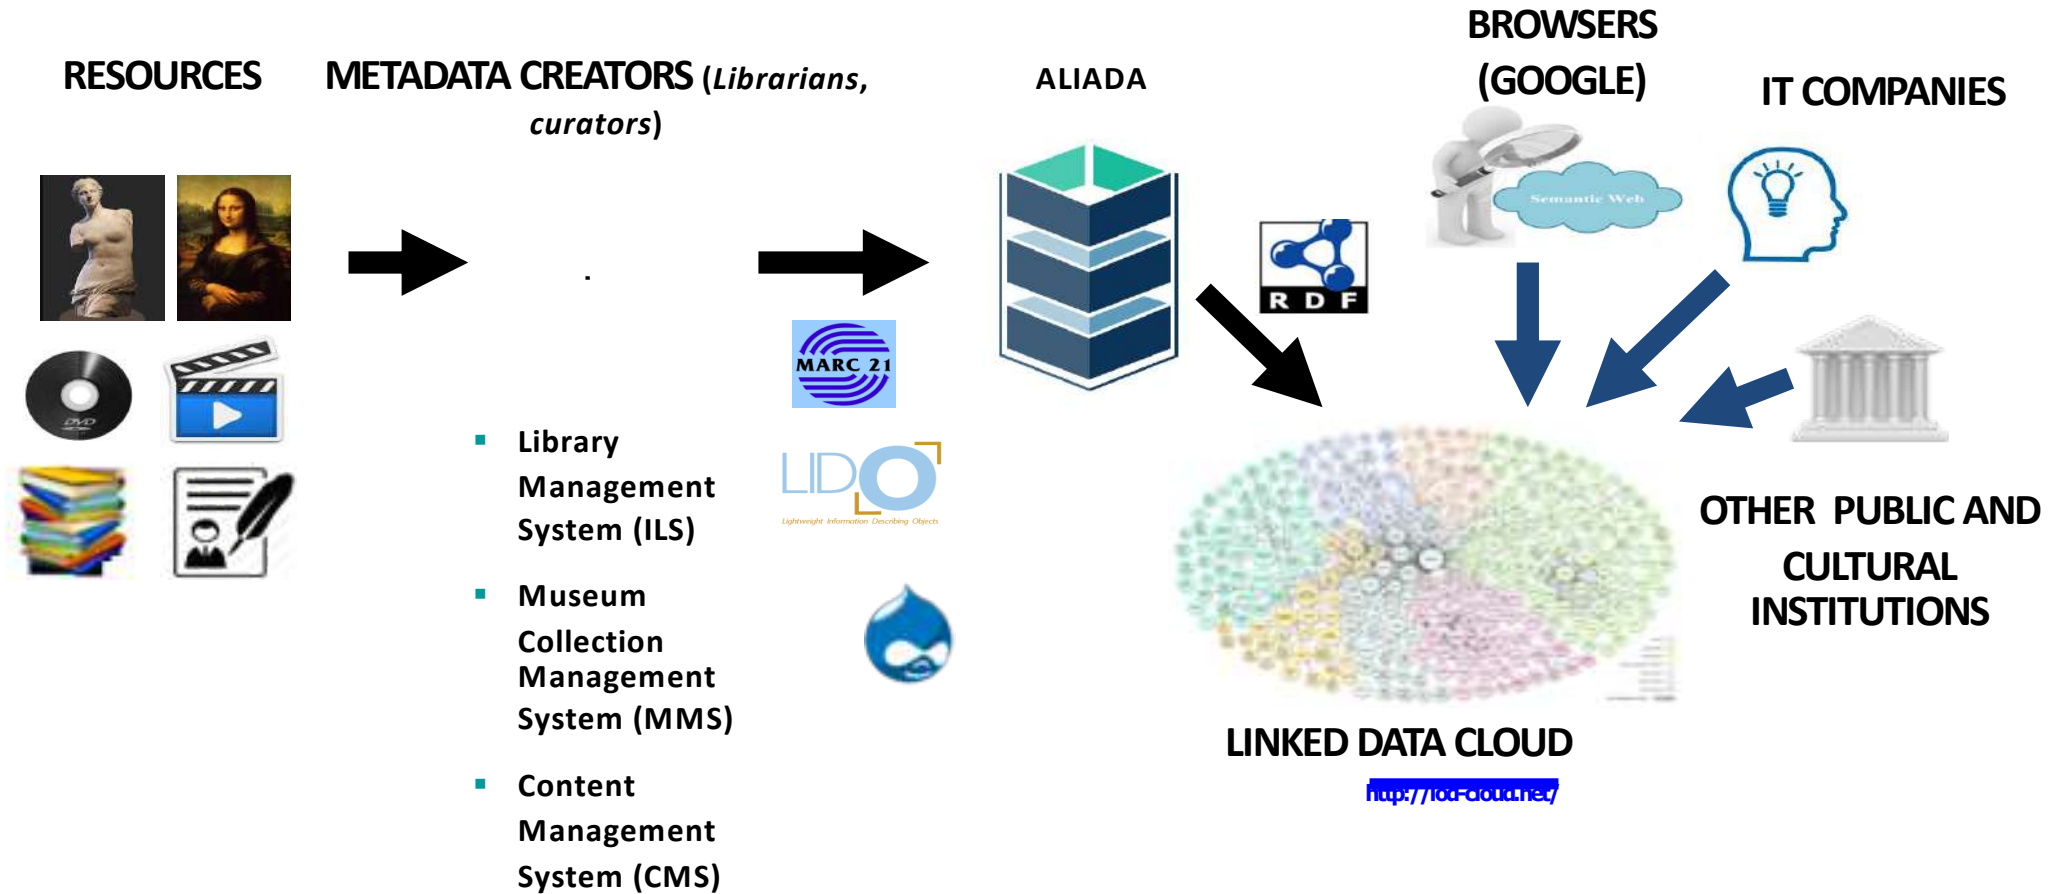 RESOURCES
METADATA CREATORS (Librarians,
curators)
ALIADA
BROWSERS
(GOOGLE)
IT COMPANIES
Semantic Web
RDF
MARC 21
DVD
LIDO
Lightweight Information Describing Objects
▪ Library
Management
System (ILS)
▪ Museum
Collection
Management
System (MMS)
▪ Content
Management
System (CMS)
OTHER PUBLIC AND
CULTURAL
INSTITUTIONS
LINKED DATA CLOUD
http://lod-cloud.net/